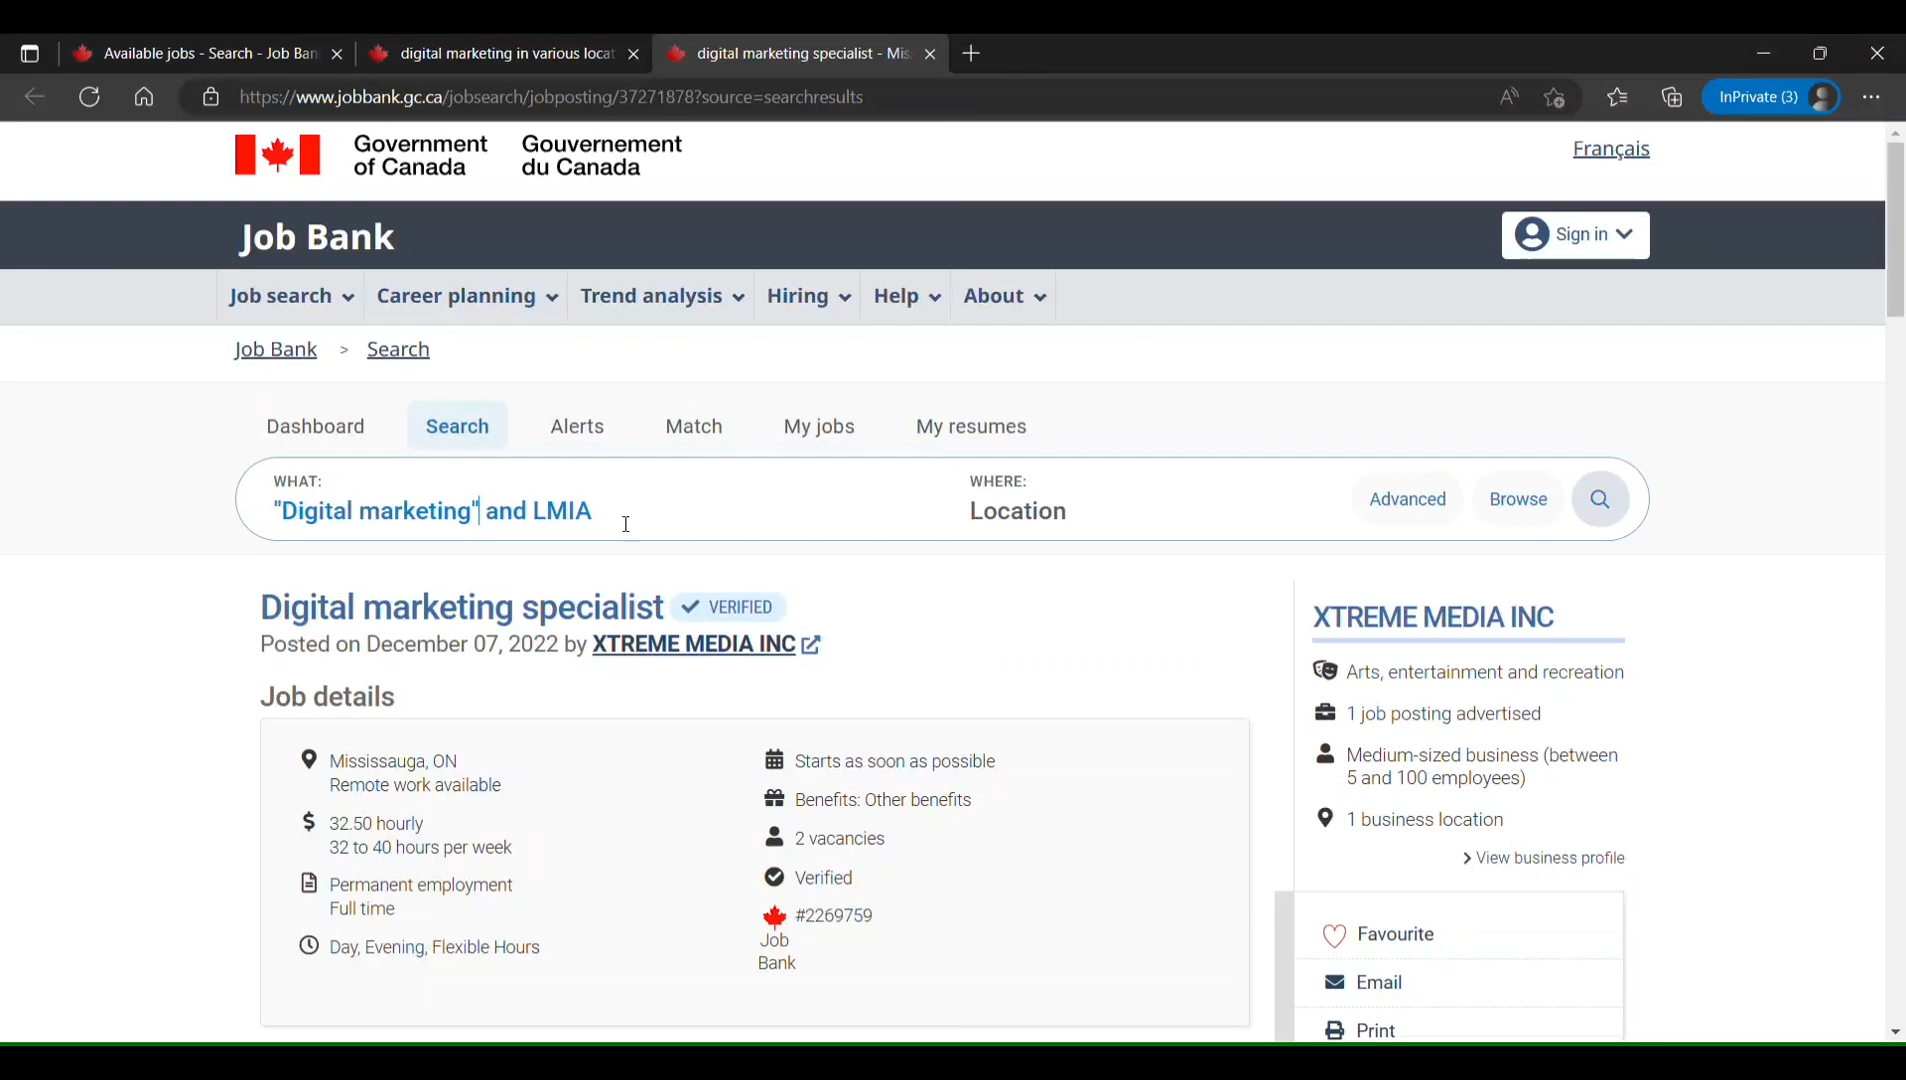 Available jobs - Search - Job Ban
digital marketing in various locat
digital marketing specialist - Mis
https://www.jobbank.gc.ca/jobsearch/jobposting/37271878?source=searchresults
InPrivate (3)
Government of Canada
Gouvernement du Canada
Français
Job Bank
Sign in
Job search
Career planning
Trend analysis
Hiring
Help
About
Job Bank > Search
Dashboard
Search
Alerts
Match
My jobs
My resumes
WHAT:
"Digital marketing" and LMIA
WHERE:
Location
Advanced
Browse
Digital marketing specialist
VERIFIED
Posted on December 07, 2022 by XTREME MEDIA INC
Job details
Mississauga, ON
Remote work available
32.50 hourly
32 to 40 hours per week
Permanent employment
Full time
Day, Evening, Flexible Hours
Starts as soon as possible
Benefits: Other benefits
2 vacancies
Verified
#2269759
Job
Bank
XTREME MEDIA INC
Arts, entertainment and recreation
1 job posting advertised
Medium-sized business (between
5 and 100 employees)
1 business location
View business profile
Favourite
Email
Print